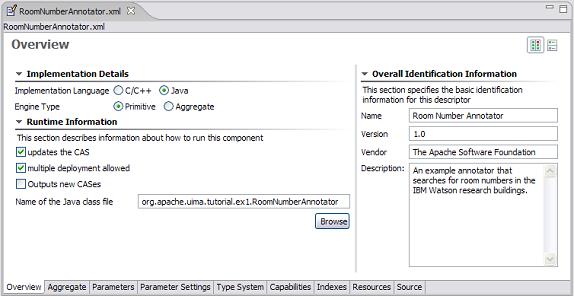 RoomNumberAnnotator.xml
RoomNumberAnnotator.xml
Overview
Implementation Details
Implementation Language C/C++ Java
Engine Type Primitive Aggregate
Runtime Information
This section describes information about how to run this component
updates the CAS
multiple deployment allowed
Outputs new CASes
Name of the Java class file org.apache.uima.tutorial.ex1.RoomNumberAnnotator
Browse
Overall Identification Information
This section specifies the basic identification
information for this descriptor
Name Room Number Annotator
Version 1.0
Vendor The Apache Software Foundation
Description: An example annotator that
searches for room numbers in the
IBM Watson research buildings.
Overview Aggregate Parameters Parameter Settings Type System Capabilities Indexes Resources Source